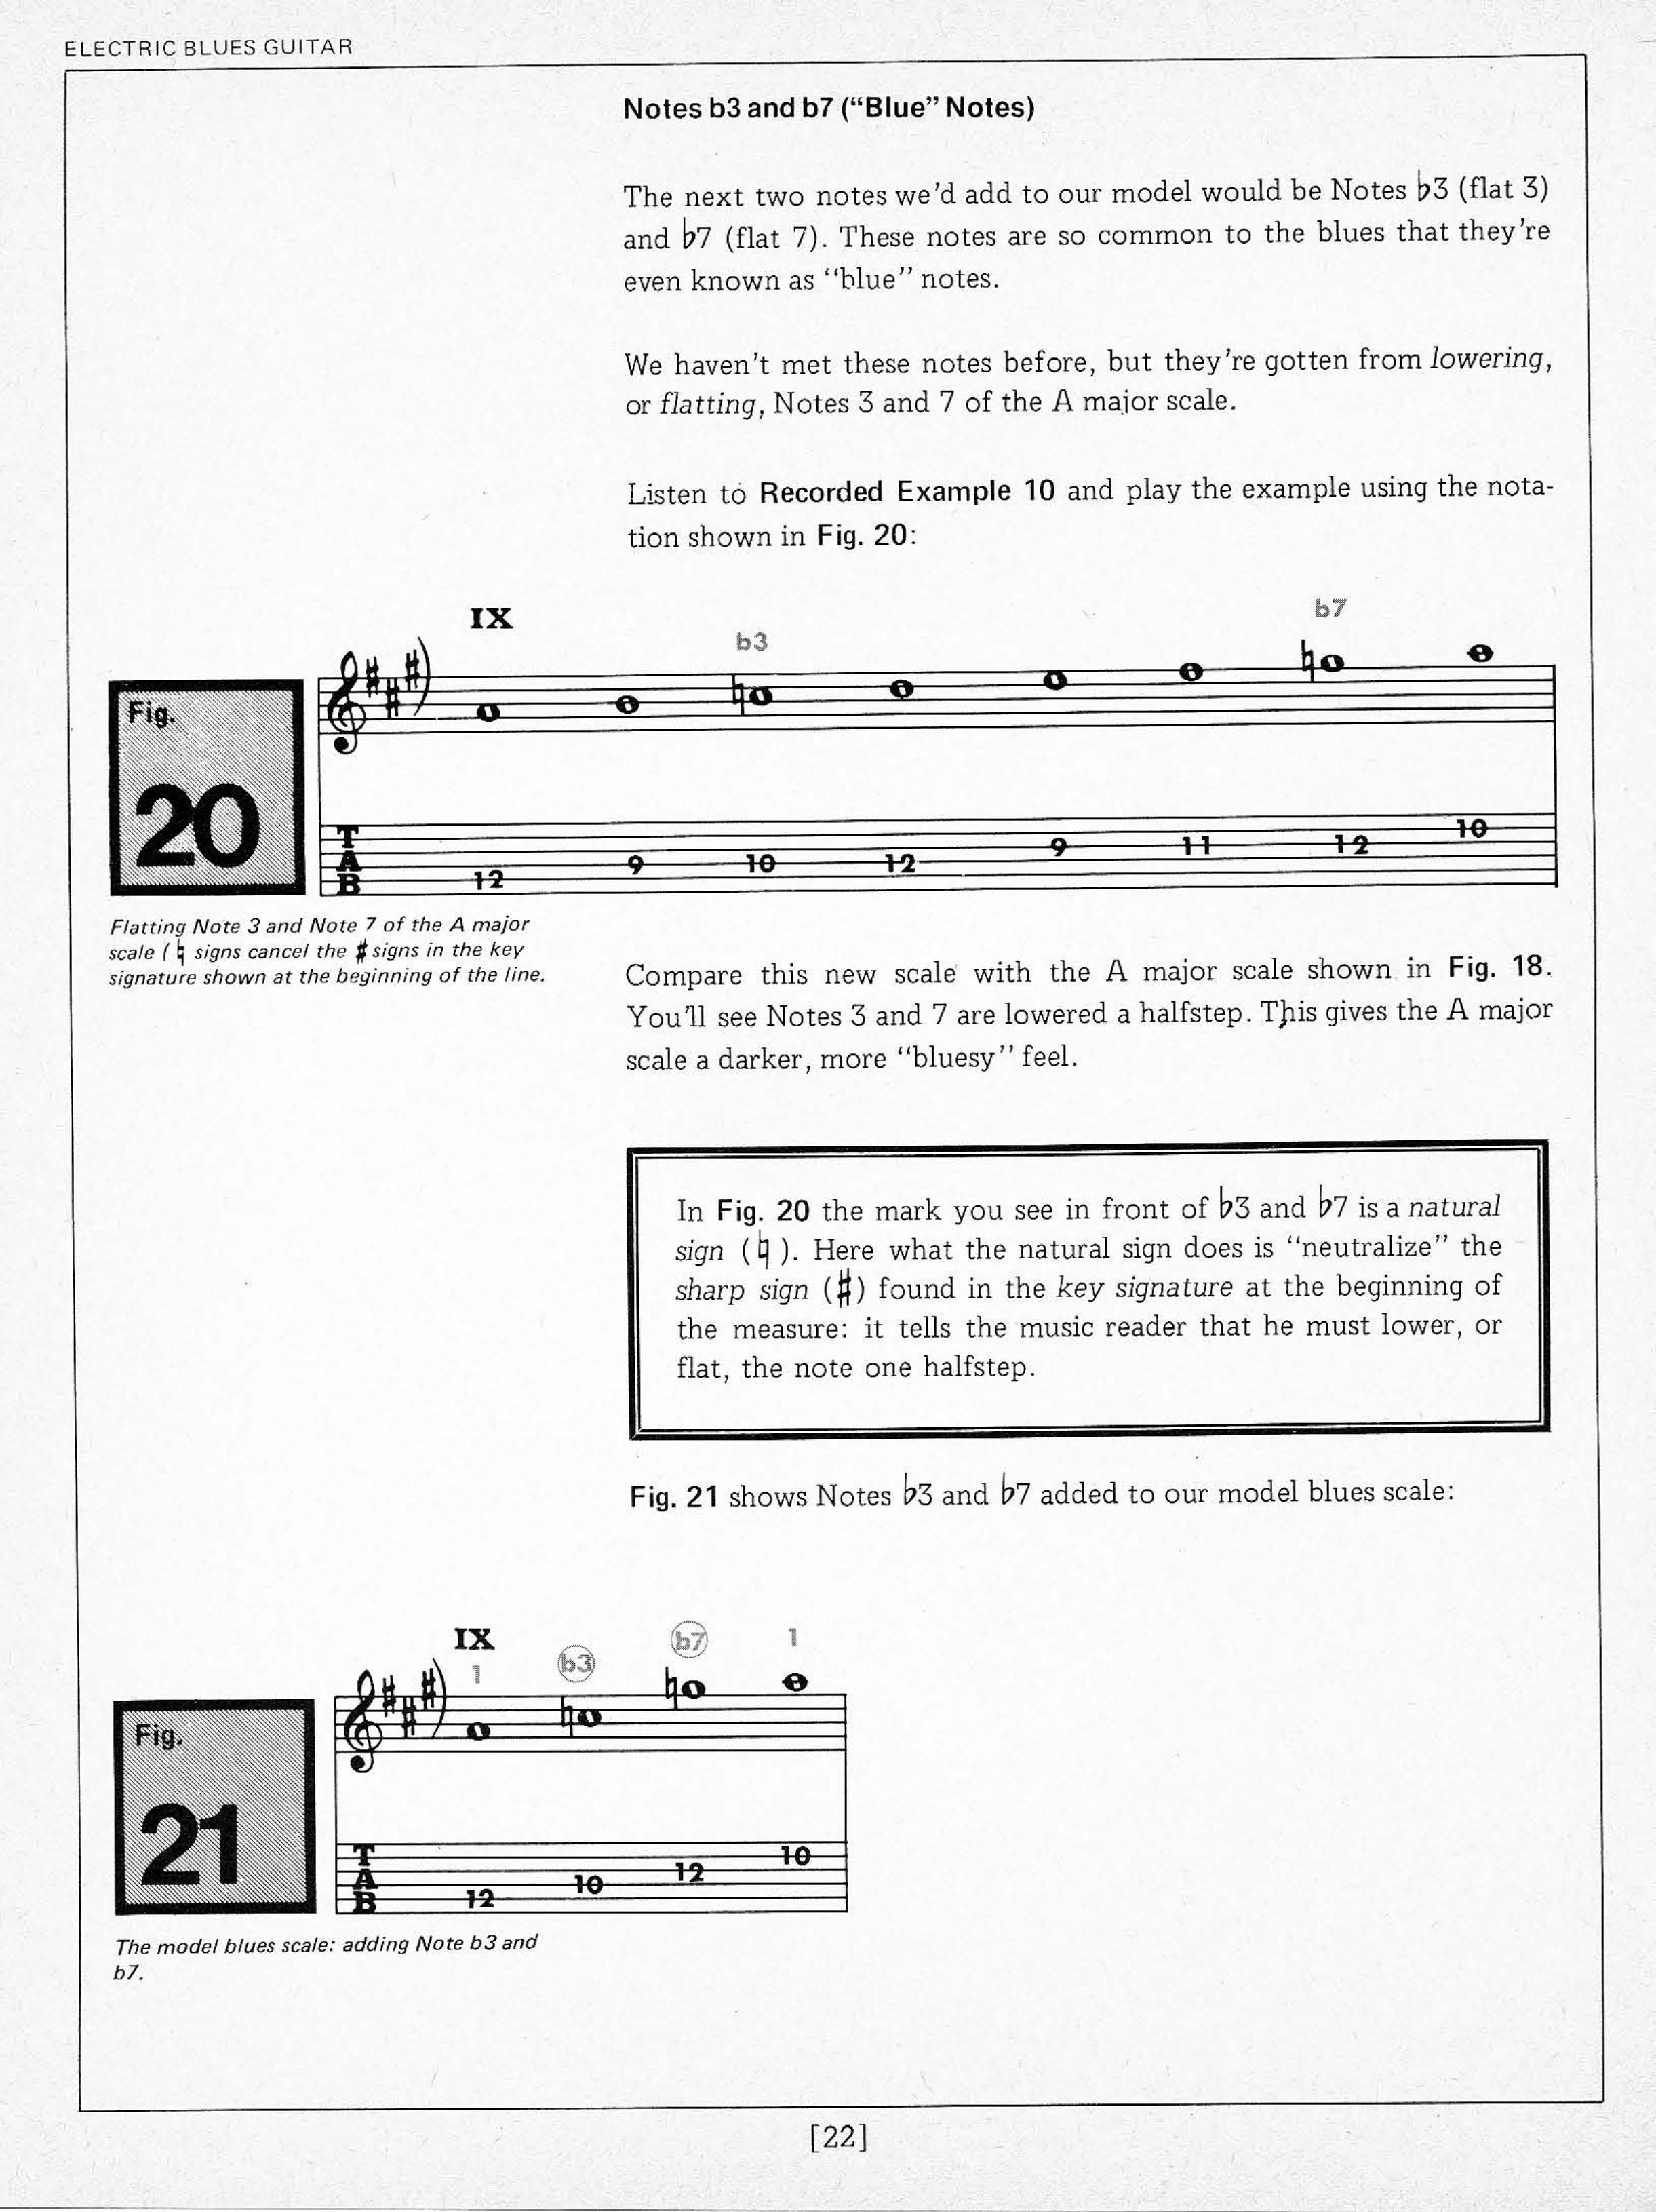 ELECTRIC BLUES GUITAR
Notes b3 and b7 (“Blue” Notes)
The next two notes we’d add to our model would be Notes ♭3 (flat 3)
and ♭7 (flat 7). These notes are so common to the blues that they’re
even known as “blue” notes.
We haven’t met these notes before, but they’re gotten from lowering,
or flatting, Notes 3 and 7 of the A major scale.
Listen to Recorded Example 10 and play the example using the nota-
tion shown in Fig. 20:
IX b3 b7
Fig.
20
T
A
B
12 9 10 12 9 11 12 10
Flatting Note 3 and Note 7 of the A major
scale (♮ signs cancel the ♯ signs in the key
signature shown at the beginning of the line.
Compare this new scale with the A major scale shown in Fig. 18.
You’ll see Notes 3 and 7 are lowered a halfstep. This gives the A major
scale a darker, more “bluesy” feel.
In Fig. 20 the mark you see in front of ♭3 and ♭7 is a natural
sign (♮). Here what the natural sign does is “neutralize” the
sharp sign (♯) found in the key signature at the beginning of
the measure: it tells the music reader that he must lower, or
flat, the note one halfstep.
Fig. 21 shows Notes ♭3 and ♭7 added to our model blues scale:
IX
1 b3 b7 1
Fig.
21
T
A
B
12 10 12 10
The model blues scale: adding Note b3 and
b7.
[22]